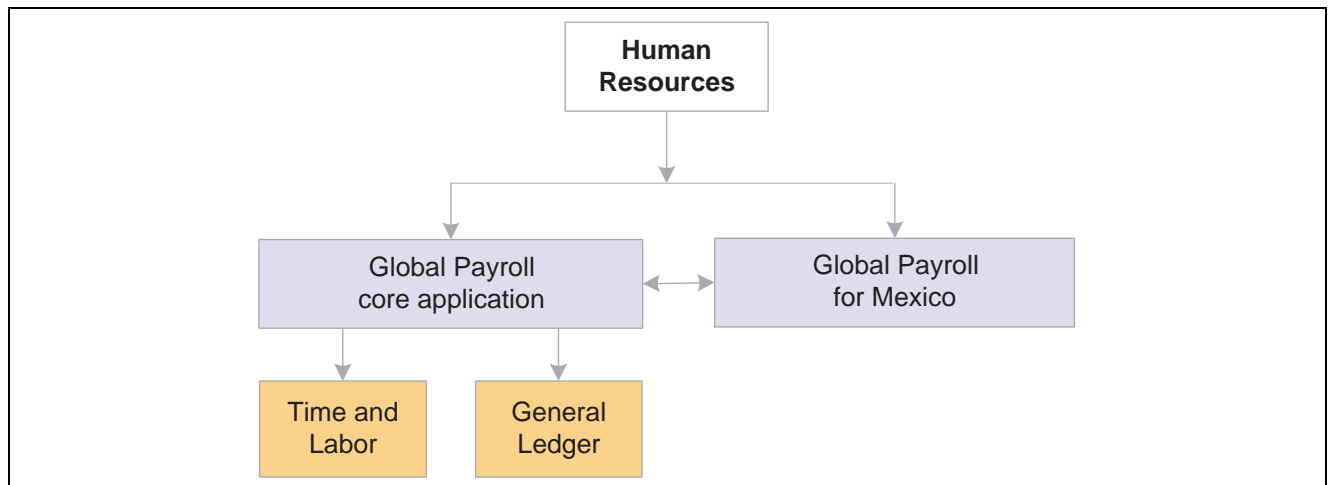 Human
Resources
Global Payroll
core application
Global Payroll
for Mexico
Time and
Labor
General
Ledger